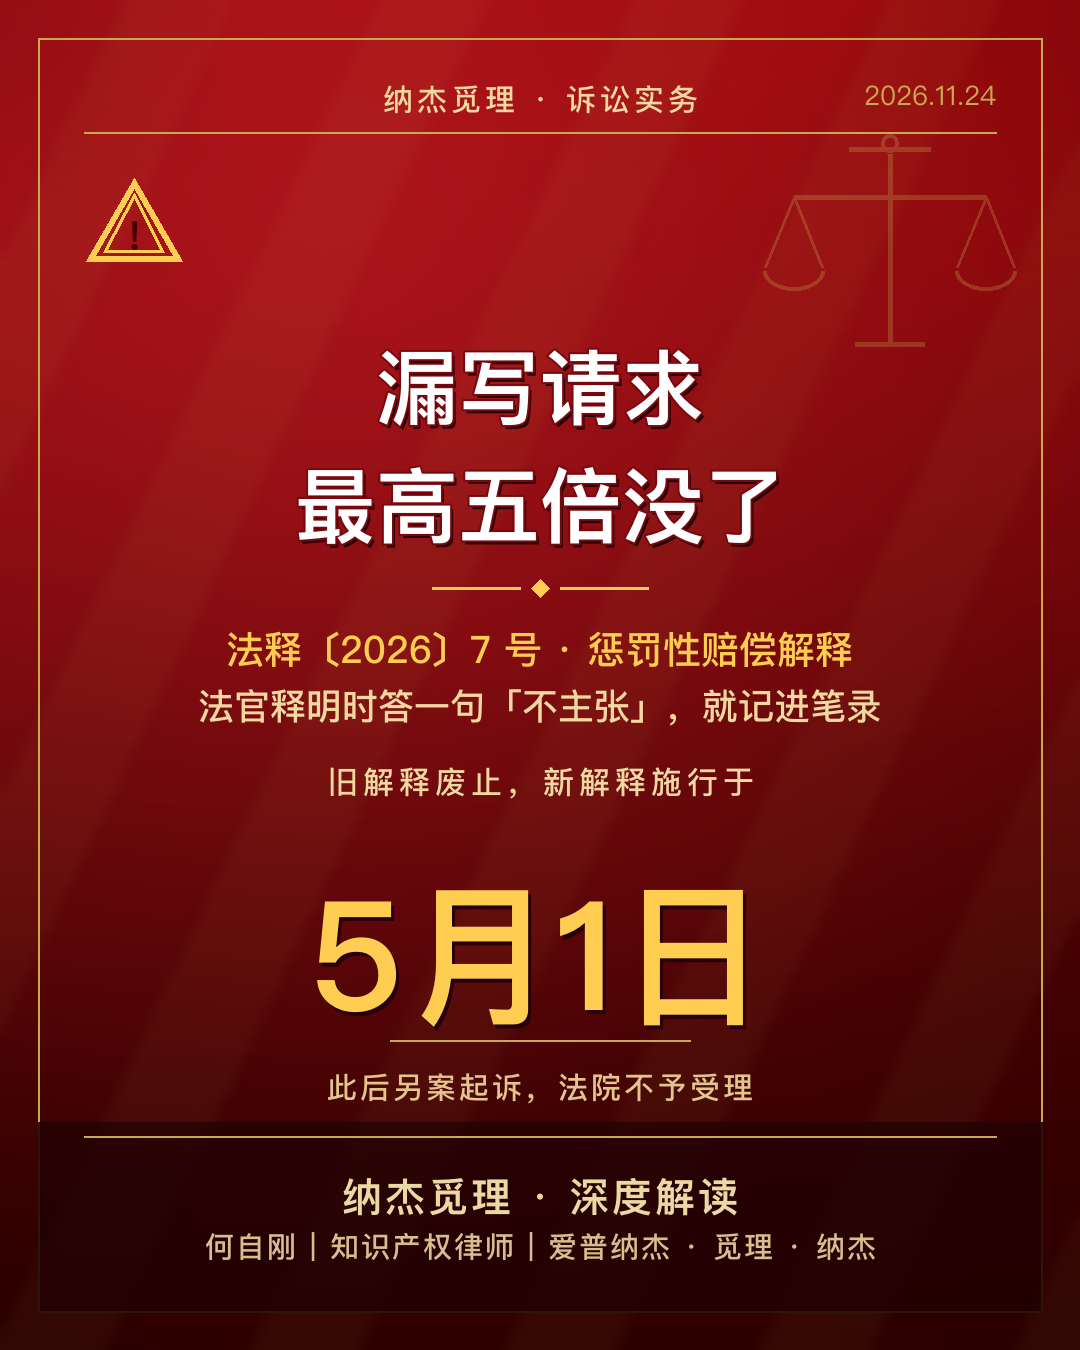 纳杰觅理 · 诉讼实务
2026.11.24
!
漏写请求
最高五倍没了
法释〔2026〕7 号 · 惩罚性赔偿解释
法官释明时答一句「不主张」，就记进笔录
旧解释废止，新解释施行于
5月1日
此后另案起诉，法院不予受理
纳杰觅理 · 深度解读
何自刚｜知识产权律师｜爱普纳杰 · 觅理 · 纳杰